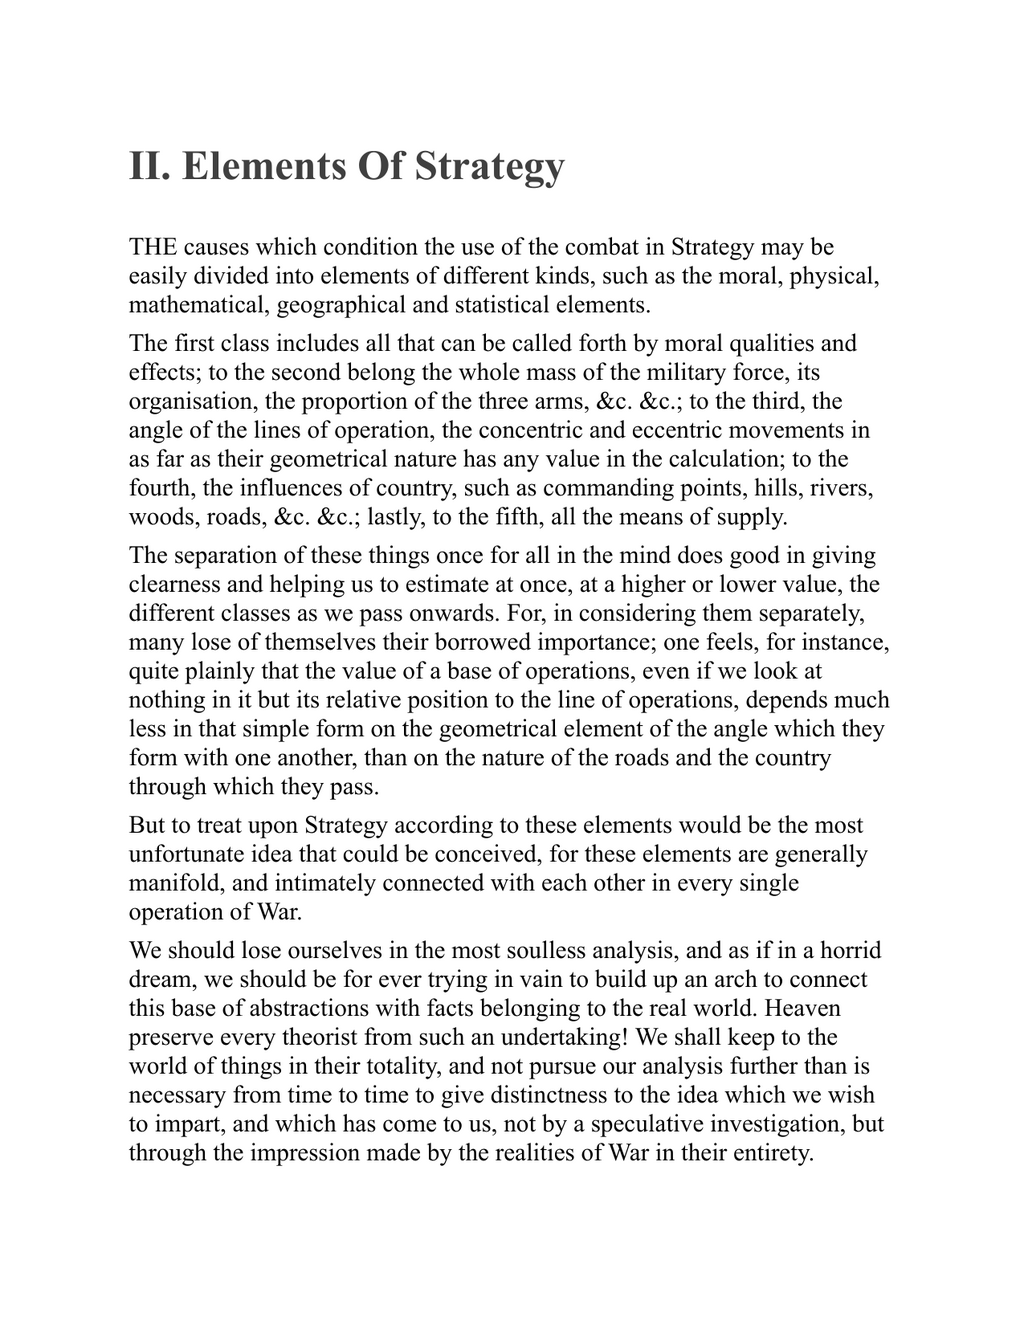 II. Elements Of Strategy
THE causes which condition the use of the combat in Strategy may be
easily divided into elements of different kinds, such as the moral, physical,
mathematical, geographical and statistical elements.
The first class includes all that can be called forth by moral qualities and
effects; to the second belong the whole mass of the military force, its
organisation, the proportion of the three arms, &c. &c.; to the third, the
angle of the lines of operation, the concentric and eccentric movements in
as far as their geometrical nature has any value in the calculation; to the
fourth, the influences of country, such as commanding points, hills, rivers,
woods, roads, &c. &c.; lastly, to the fifth, all the means of supply.
The separation of these things once for all in the mind does good in giving
clearness and helping us to estimate at once, at a higher or lower value, the
different classes as we pass onwards. For, in considering them separately,
many lose of themselves their borrowed importance; one feels, for instance,
quite plainly that the value of a base of operations, even if we look at
nothing in it but its relative position to the line of operations, depends much
less in that simple form on the geometrical element of the angle which they
form with one another, than on the nature of the roads and the country
through which they pass.
But to treat upon Strategy according to these elements would be the most
unfortunate idea that could be conceived, for these elements are generally
manifold, and intimately connected with each other in every single
operation of War.
We should lose ourselves in the most soulless analysis, and as if in a horrid
dream, we should be for ever trying in vain to build up an arch to connect
this base of abstractions with facts belonging to the real world. Heaven
preserve every theorist from such an undertaking! We shall keep to the
world of things in their totality, and not pursue our analysis further than is
necessary from time to time to give distinctness to the idea which we wish
to impart, and which has come to us, not by a speculative investigation, but
through the impression made by the realities of War in their entirety.